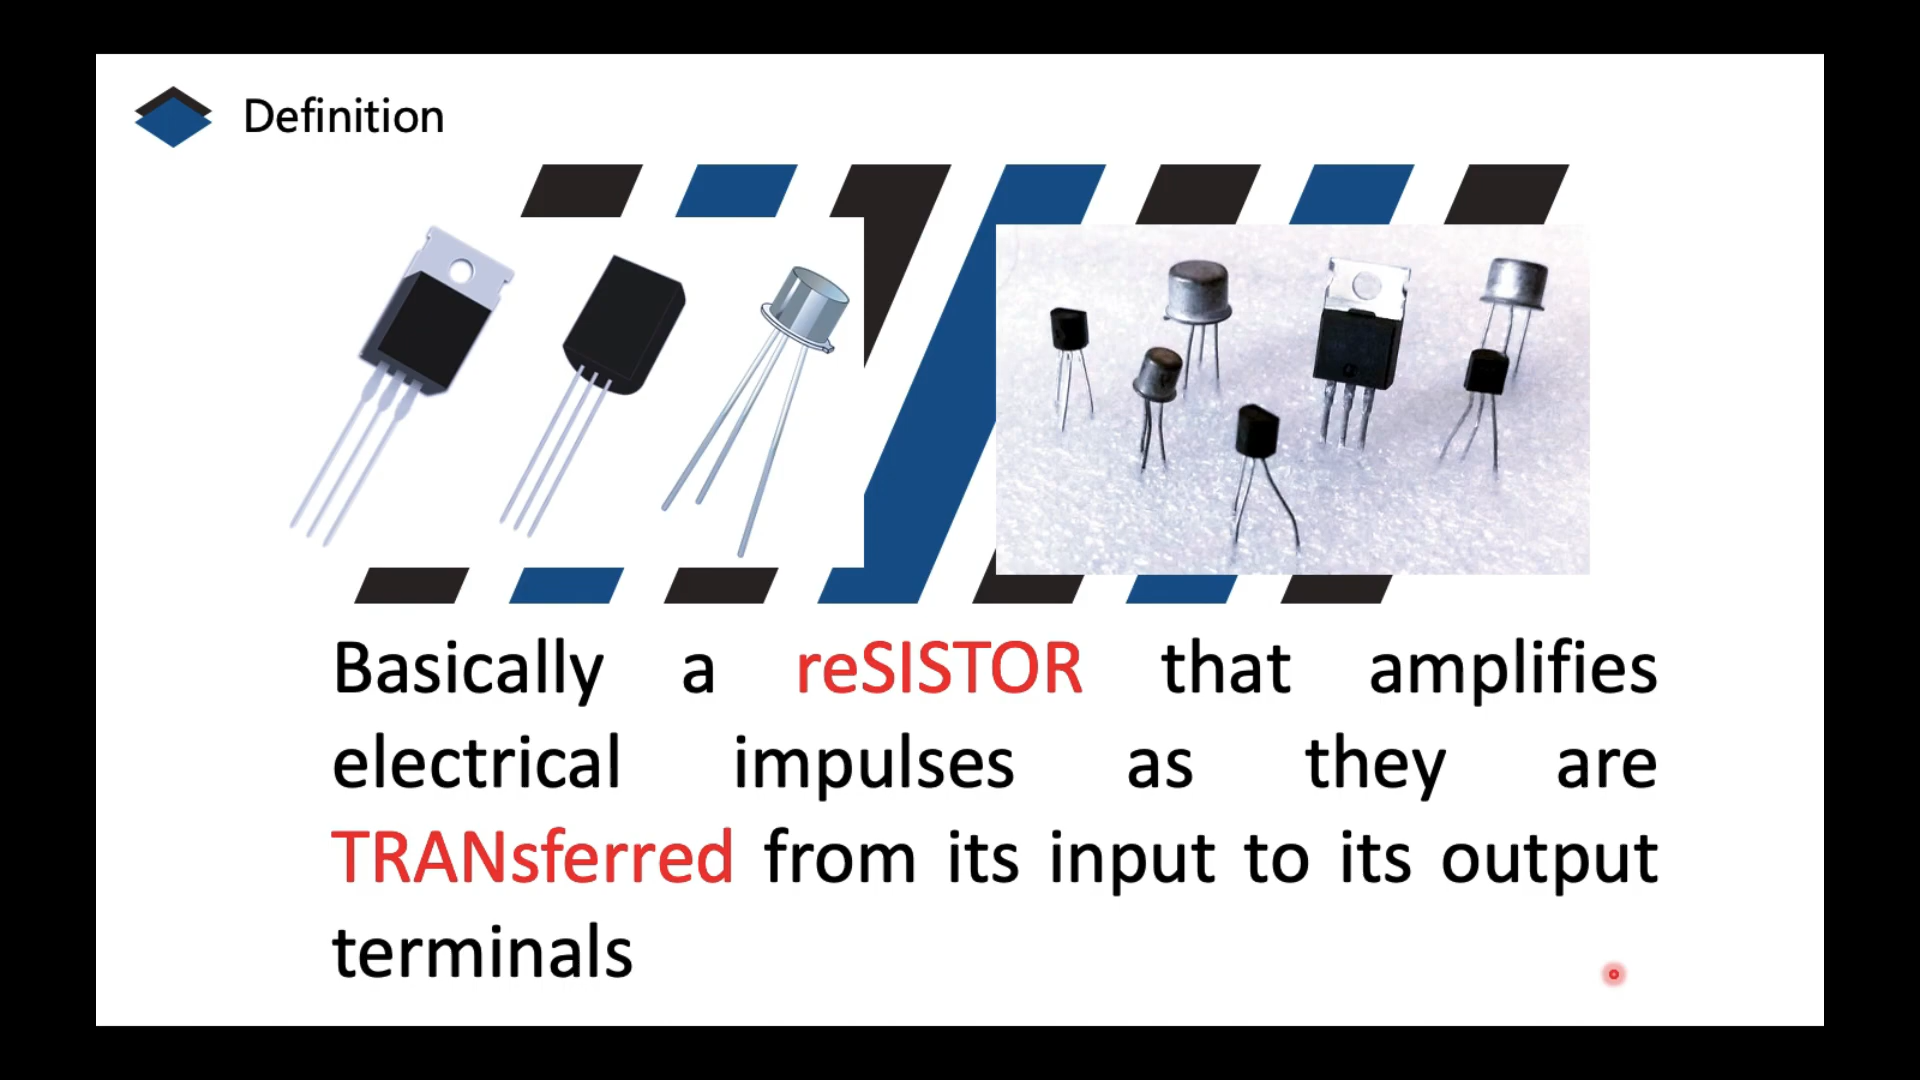 Definition
Basically a reSISTOR that amplifies
electrical impulses as they are
TRANsferred from its input to its output
terminals